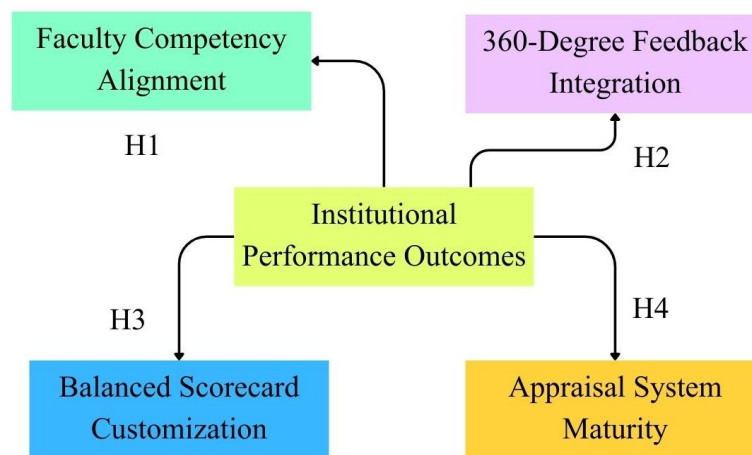 Faculty Competency
Alignment
360-Degree Feedback
Integration
H1
H2
Institutional
Performance Outcomes
H3
H4
Balanced Scorecard
Customization
Appraisal System
Maturity